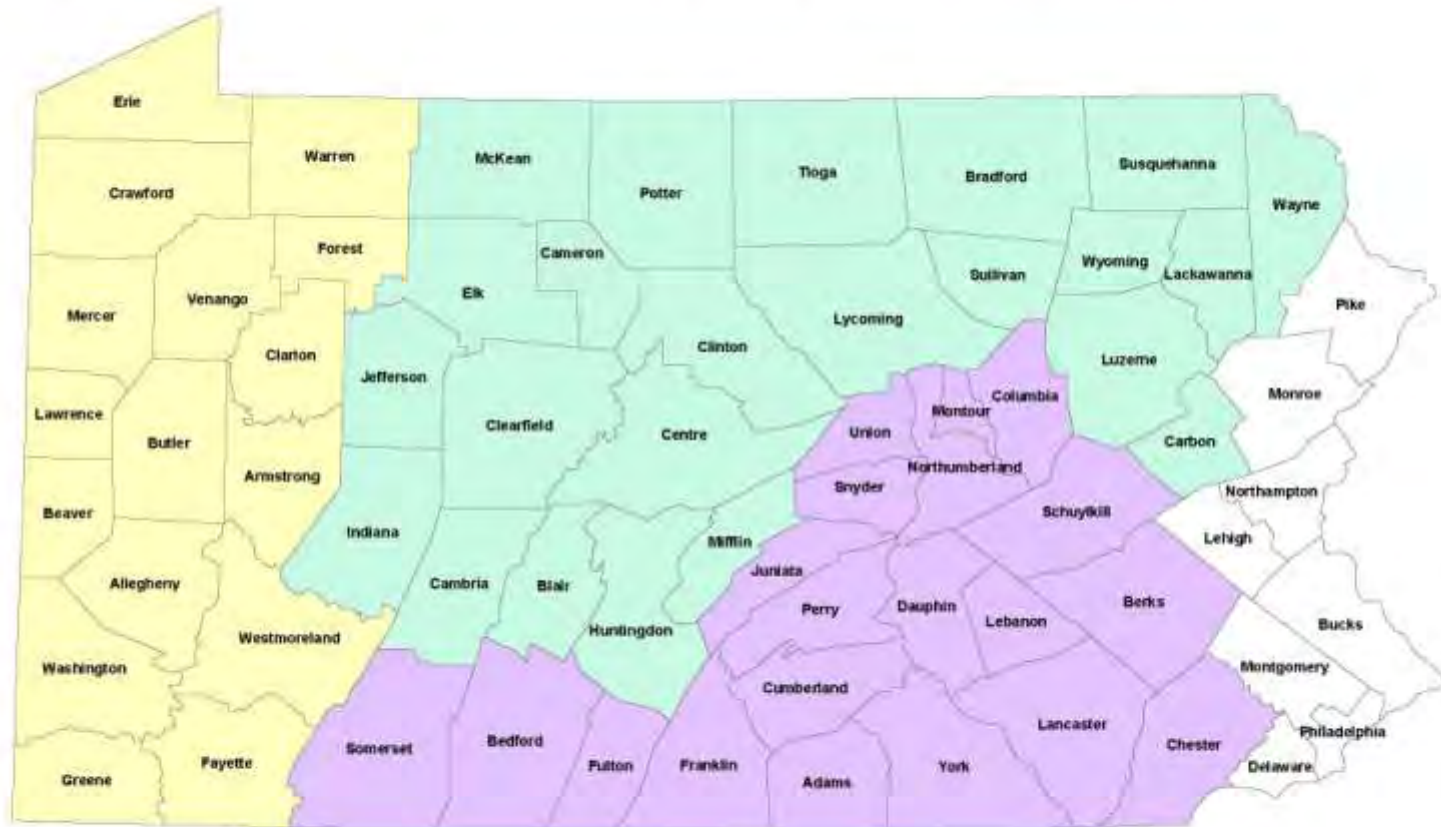 Erie
Warren
McKean
Potter
Tioga
Bradford
Susquehanna
Wayne
Crawford
Forest
Cameron
Elk
Sullivan
Wyoming
Lackawanna
Pike
Mercer
Venango
Clarion
Jefferson
Clinton
Lycoming
Luzerne
Monroe
Lawrence
Butler
Armstrong
Clearfield
Centre
Union
Montour
Columbia
Carbon
Beaver
Indiana
Snyder
Northumberland
Schuylkill
Northampton
Lehigh
Allegheny
Cambria
Blair
Mifflin
Juniata
Westmoreland
Huntingdon
Perry
Dauphin
Lebanon
Berks
Bucks
Washington
Cumberland
Montgomery
Greene
Fayette
Somerset
Bedford
Fulton
Franklin
Adams
York
Lancaster
Chester
Philadelphia
Delaware